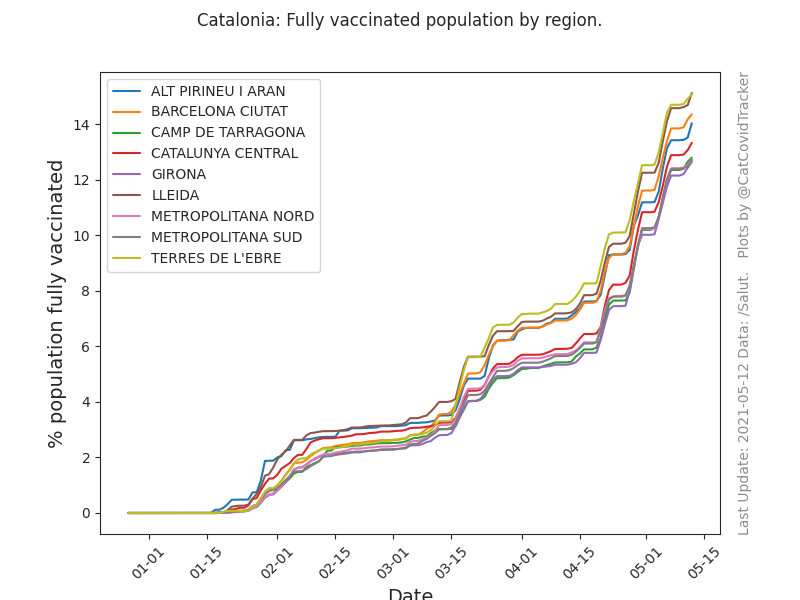 Catalonia: Fully vaccinated population by region.
ALT PIRINEU I ARAN
BARCELONA CIUTAT
CAMP DE TARRAGONA
CATALUNYA CENTRAL
GIRONA
LLEIDA
METROPOLITANA NORD
METROPOLITANA SUD
TERRES DE L'EBRE
% population fully vaccinated
14
12
10
8
6
4
2
0
01-01
01-15
02-01
02-15
03-01
03-15
04-01
04-15
05-01
05-15
Date
Last Update: 2021-05-12 Data: /Salut. Plots by @CatCovidTracker